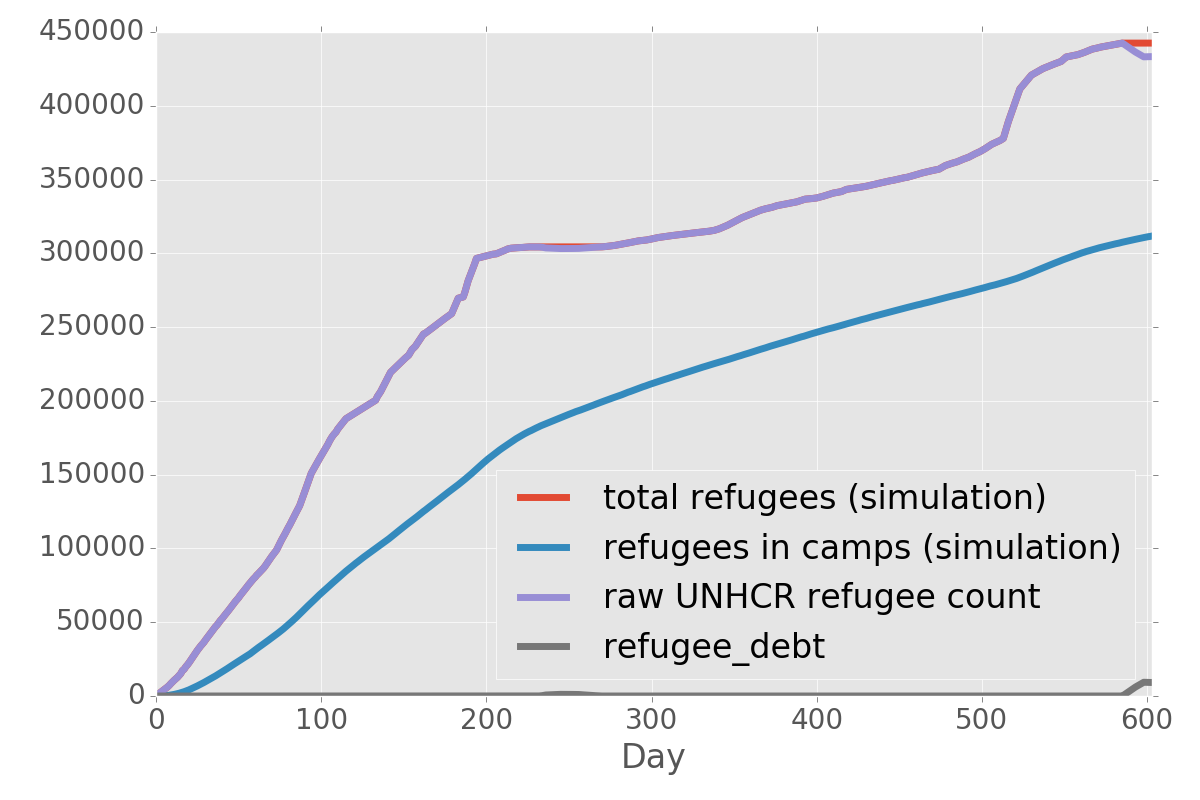 450000
400000
350000
300000
250000
200000
150000
100000
50000
0
total refugees (simulation)
refugees in camps (simulation)
raw UNHCR refugee count
refugee_debt
0 100 200 300 400 500 600
Day